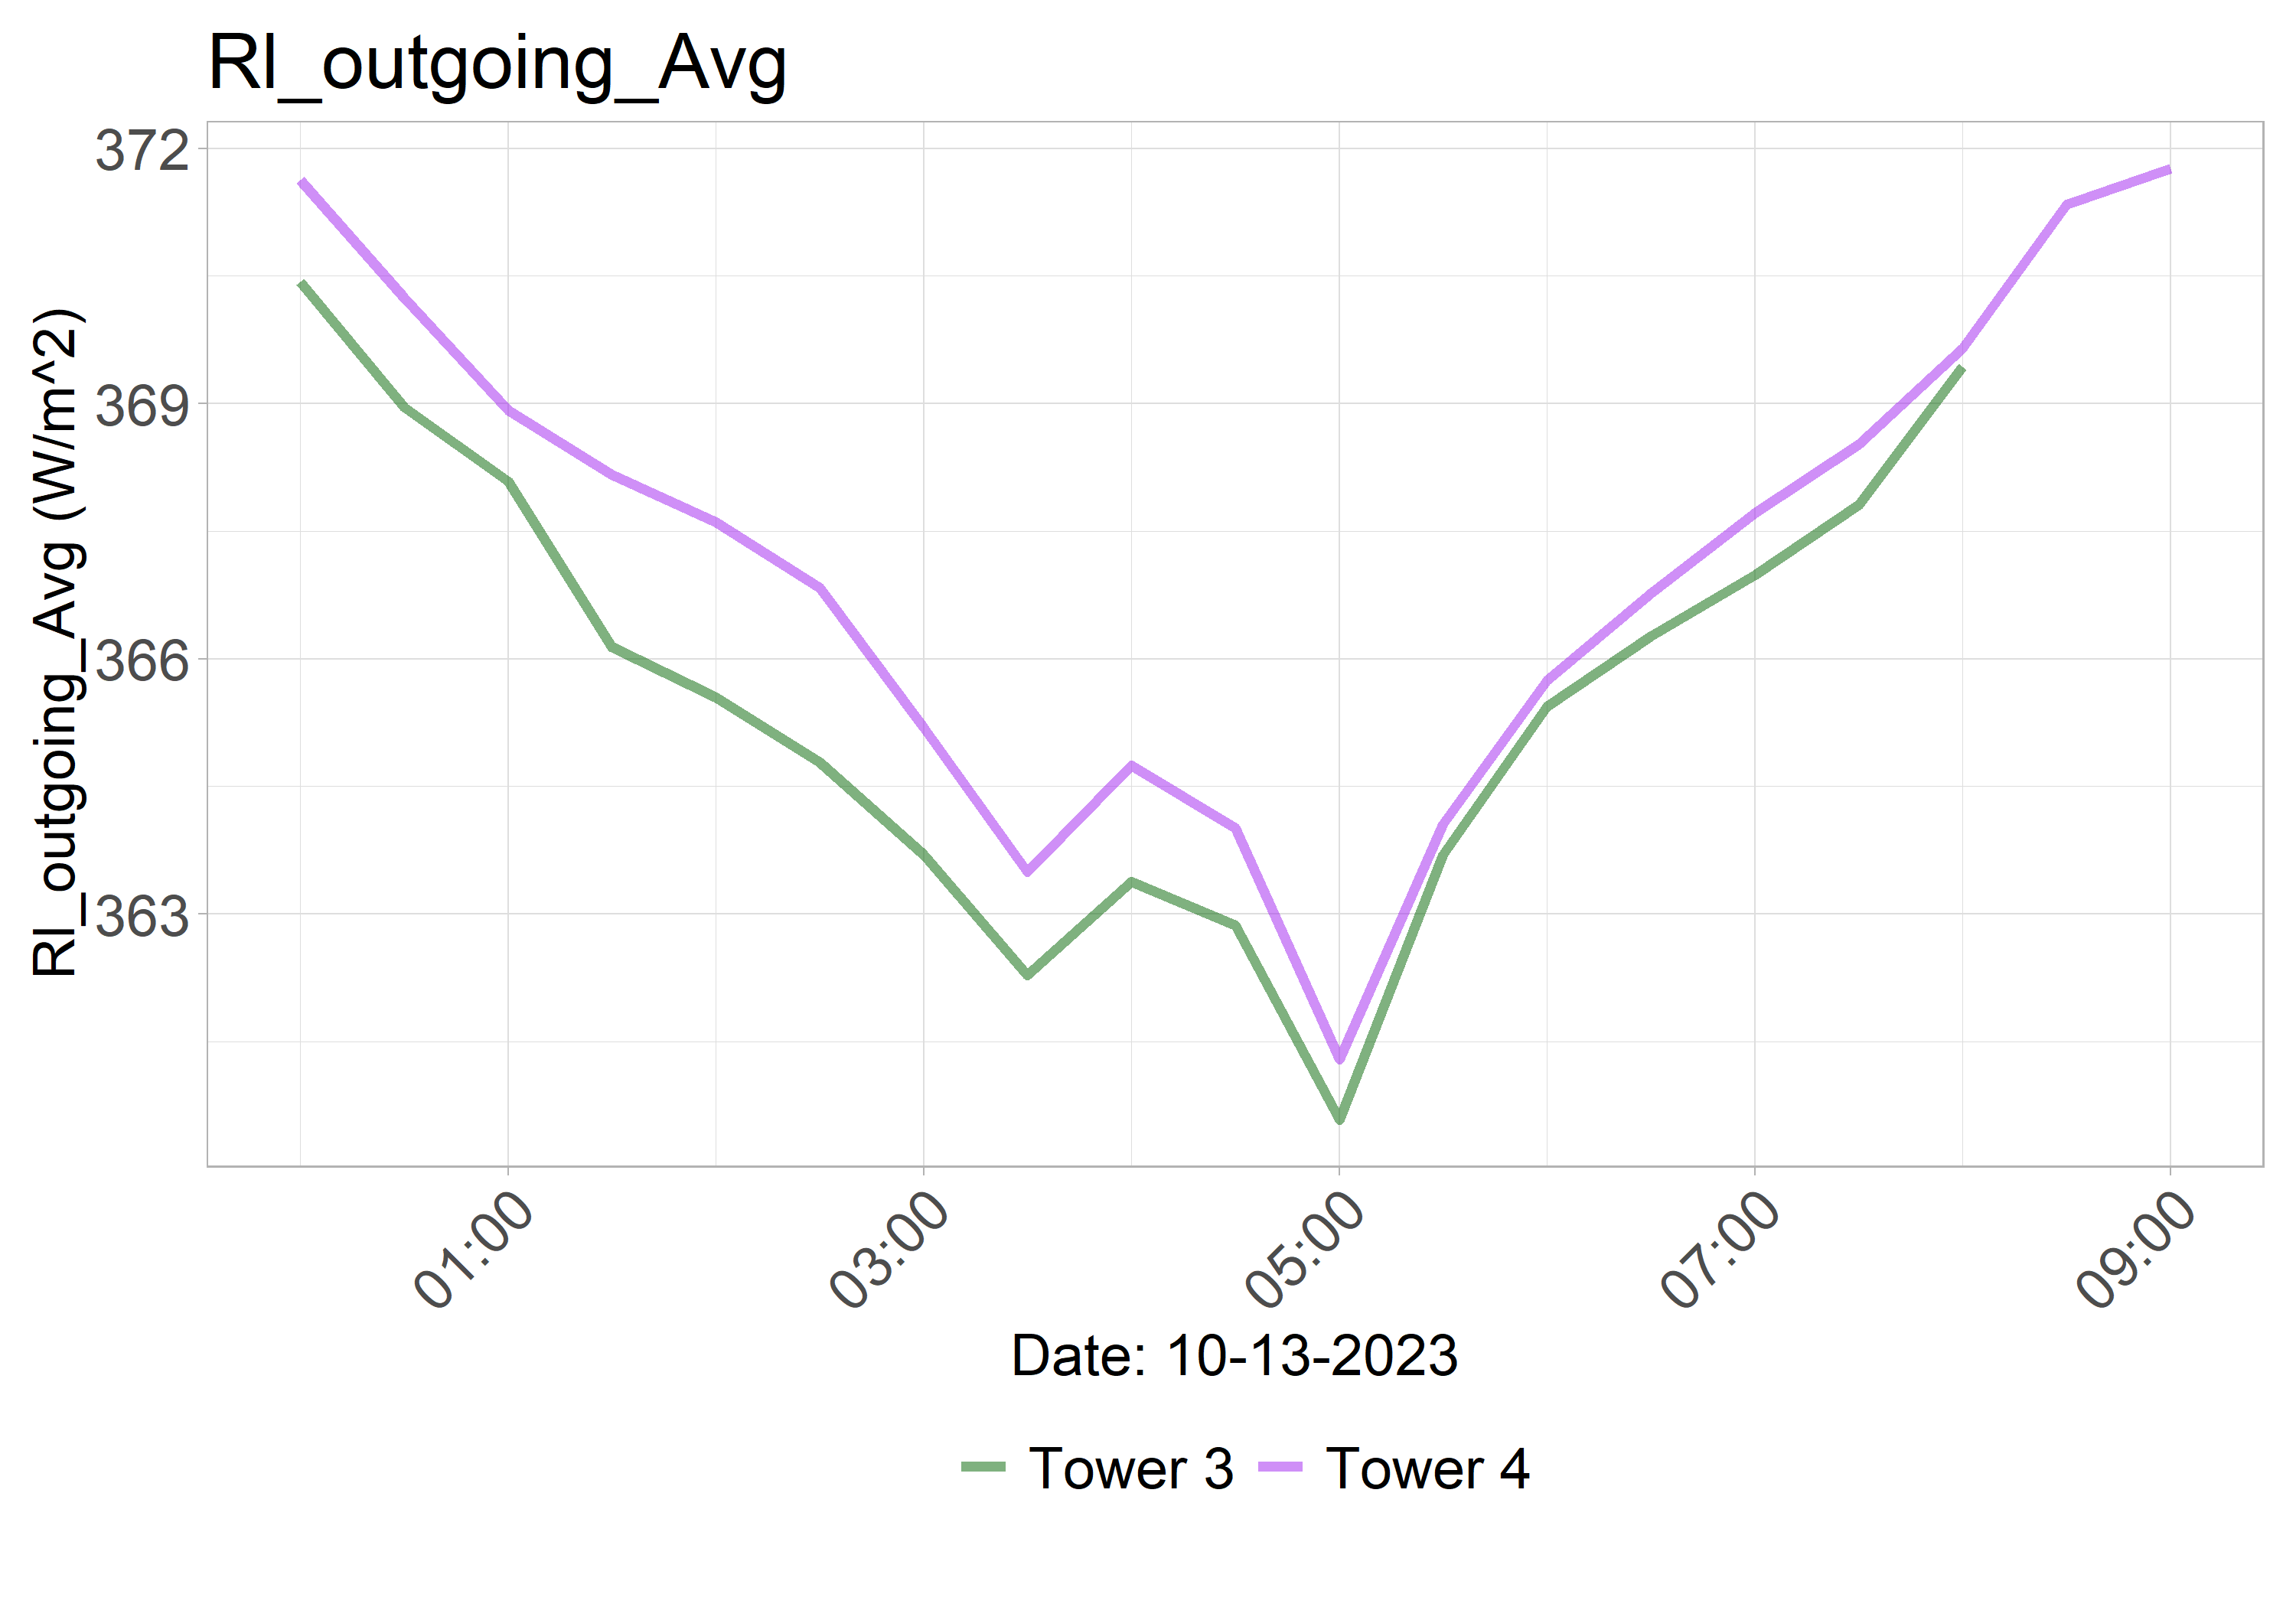 Rl_outgoing_Avg
Rl_outgoing_Avg (W/m^2)
372
369
366
363
01:00
03:00
05:00
07:00
09:00
Date: 10-13-2023
Tower 3
Tower 4